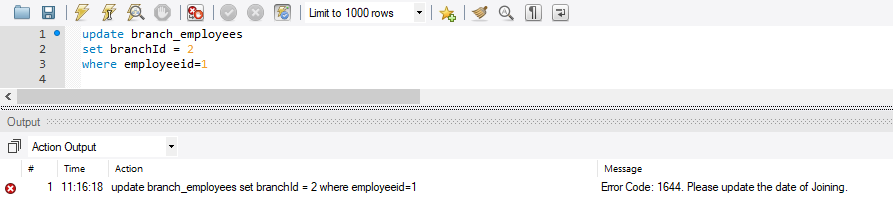 Limit to 1000 rows
1 update branch_employees
2 set branchId = 2
3 where employeeid=1
4
Output
Action Output
# Time Action Message
1 11:16:18 update branch_employees set branchId = 2 where employeeid=1 Error Code: 1644. Please update the date of Joining.